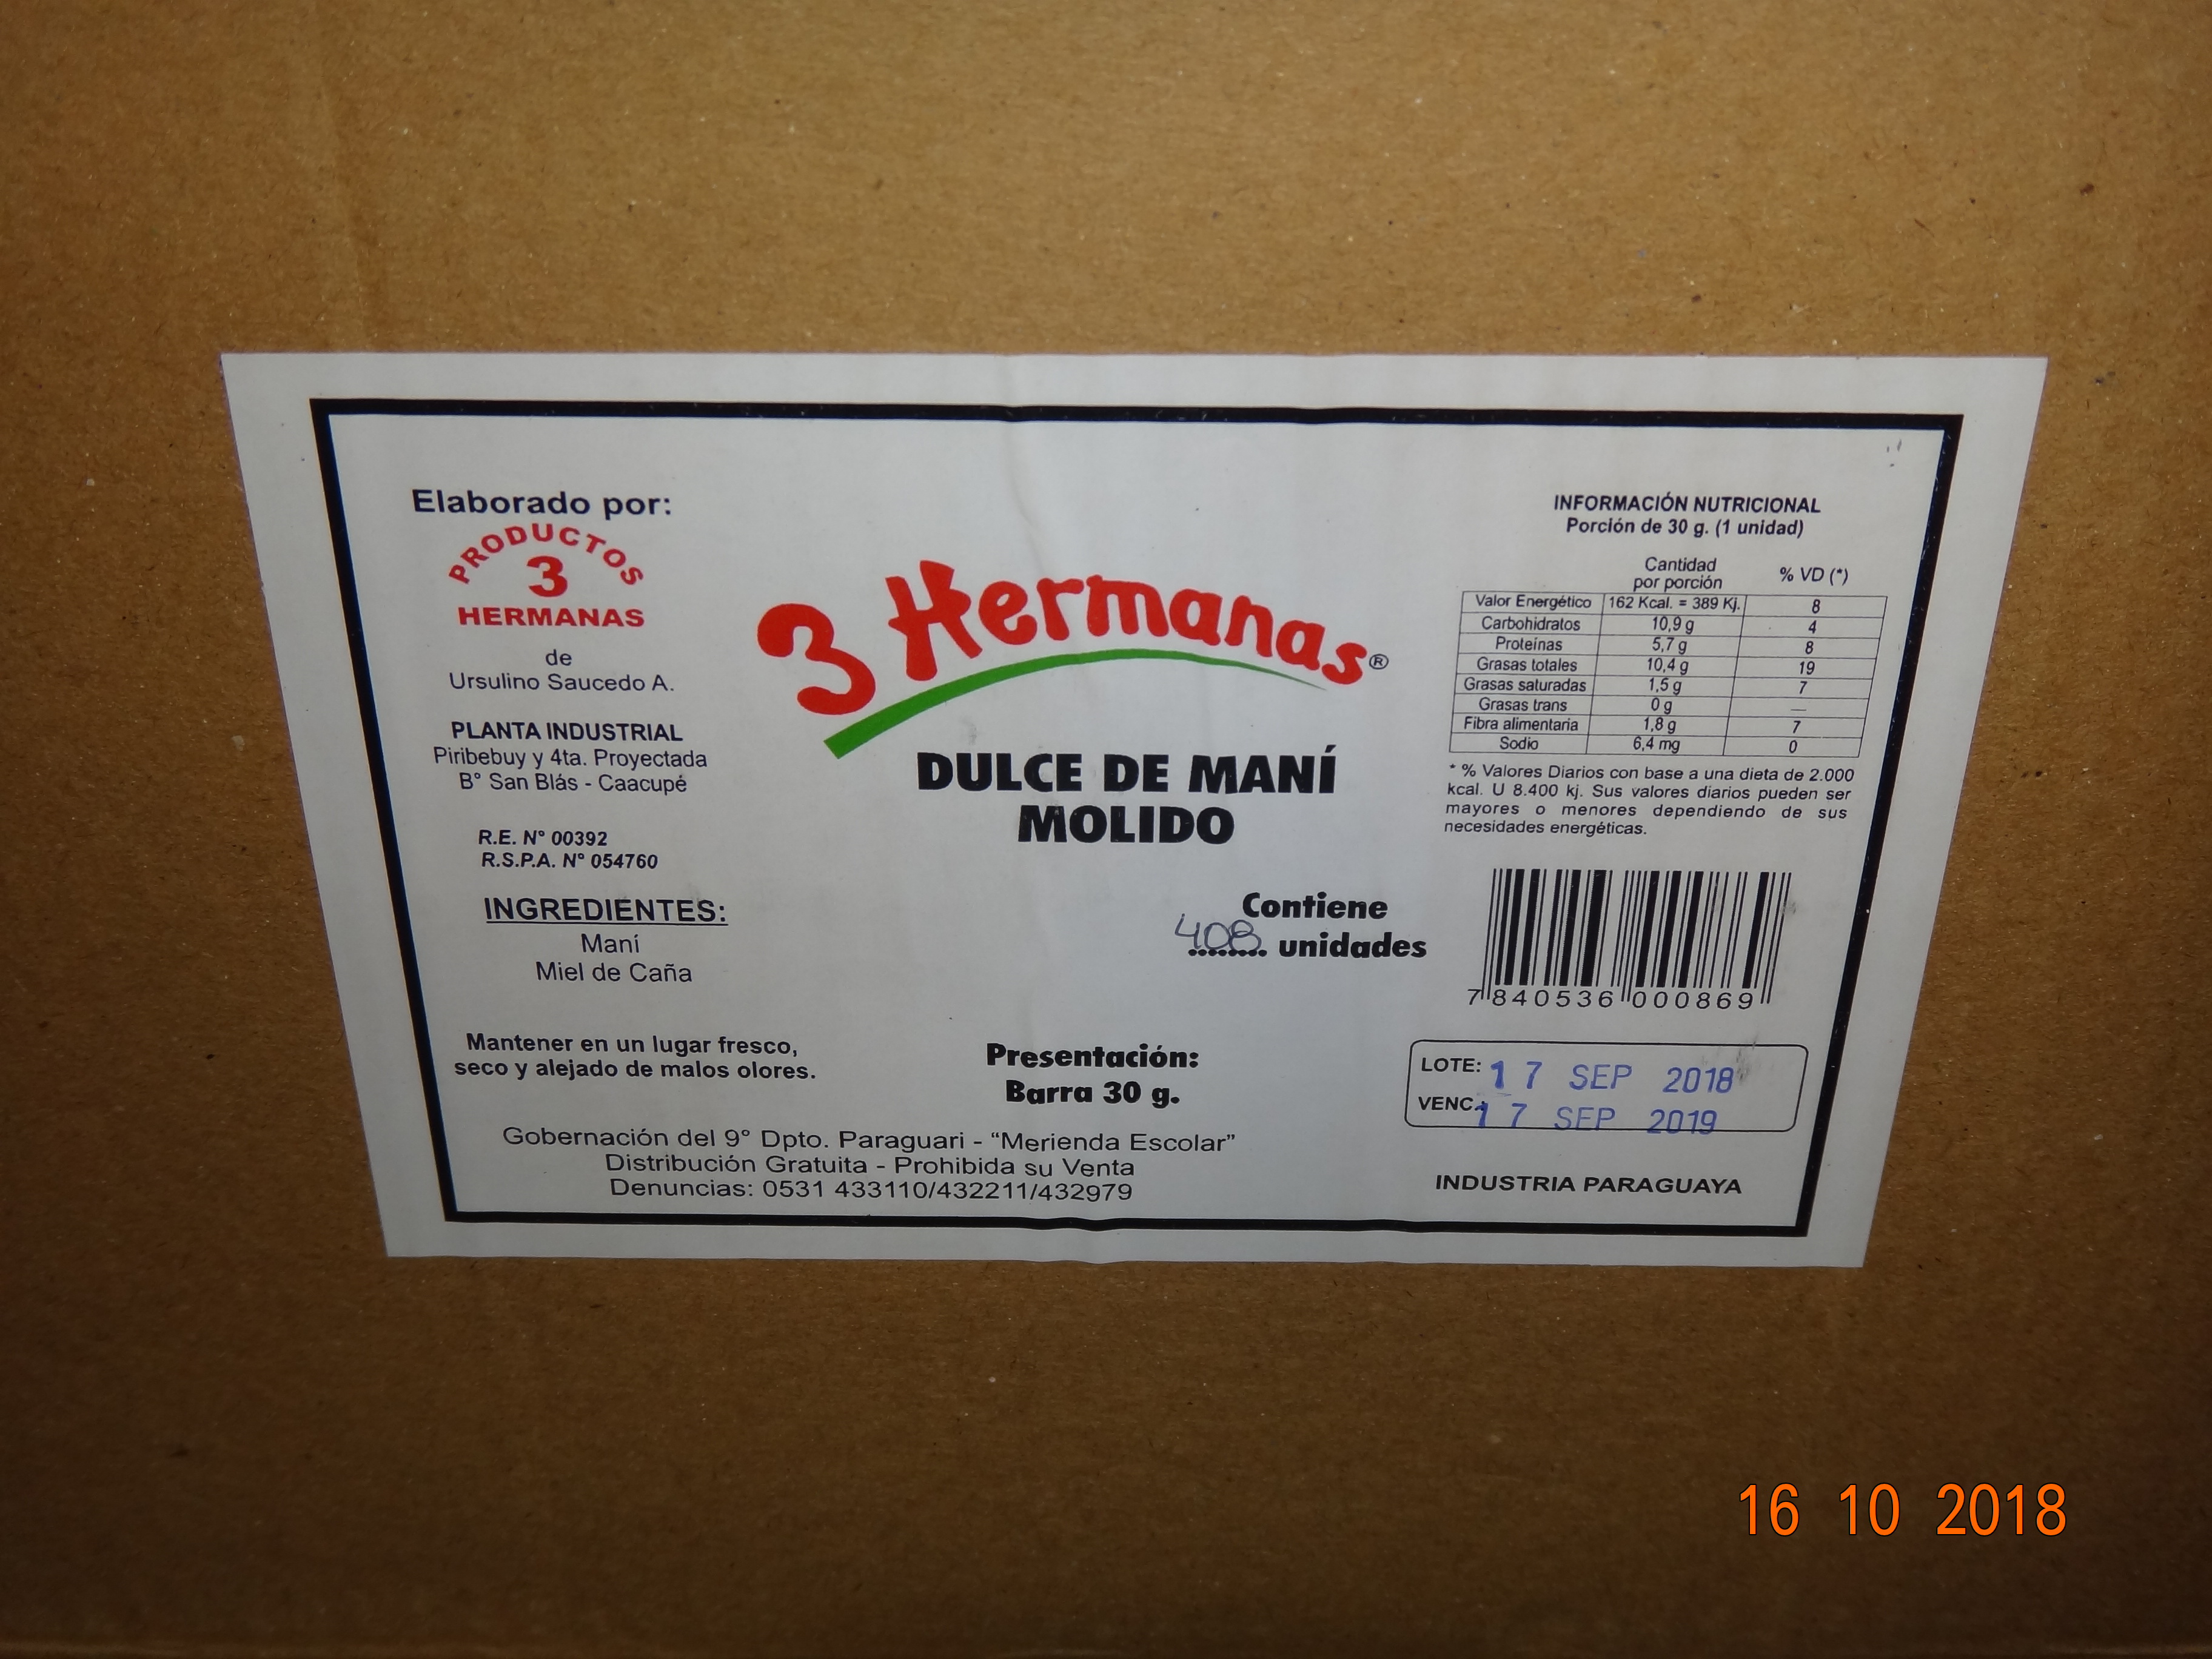 Elaborado por:
PRODUCTOS
3
HERMANAS
de
Ursulino Saucedo A.
PLANTA INDUSTRIAL
Piribebuy y 4ta. Proyectada
B° San Blás - Caacupé
R.E. N° 00392
R.S.P.A. N° 054760
INGREDIENTES:
Maní
Miel de Caña
Mantener en un lugar fresco,
seco y alejado de malos olores.
3 Hermanas®
DULCE DE MANÍ
MOLIDO
Contiene
408 unidades
Presentación:
Barra 30 g.
Gobernación del 9° Dpto. Paraguari - “Merienda Escolar”
Distribución Gratuita - Prohibida su Venta
Denuncias: 0531 433110/432211/432979
INFORMACIÓN NUTRICIONAL
Porción de 30 g. (1 unidad)
Cantidad
por porción % VD (*)
Valor Energético 162 Kcal. = 389 Kj. 8
Carbohidratos 10,9 g 4
Proteínas 5,7 g 8
Grasas totales 10,4 g 19
Grasas saturadas 1,5 g 7
Grasas trans 0 g —
Fibra alimentaria 1,8 g 7
Sodio 6,4 mg 0
* % Valores Diarios con base a una dieta de 2.000
kcal. U 8.400 kj. Sus valores diarios pueden ser
mayores o menores dependiendo de sus
necesidades energéticas.
7 840536 000869
LOTE: 17 SEP 2018
VENC.: 17 SEP 2019
INDUSTRIA PARAGUAYA
16 10 2018